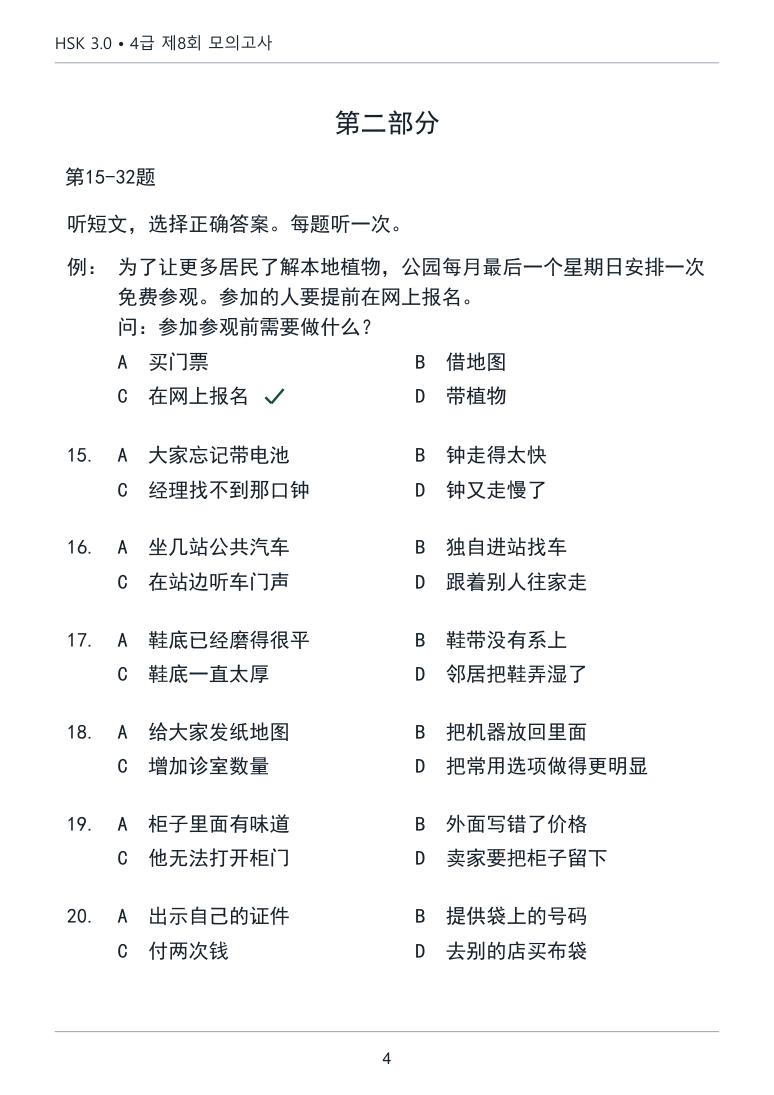 HSK 3.0 • 4급 제8회 모의고사
第二部分
第15-32题
听短文，选择正确答案。每题听一次。
例： 为了让更多居民了解本地植物，公园每月最后一个星期日安排一次
免费参观。参加的人要提前在网上报名。
问：参加参观前需要做什么？
A 买门票 B 借地图
C 在网上报名 ✓ D 带植物
15. A 大家忘记带电池 B 钟走得太快
C 经理找不到那口钟 D 钟又走慢了
16. A 坐几站公共汽车 B 独自进站找车
C 在站边听车门声 D 跟着别人往家走
17. A 鞋底已经磨得很平 B 鞋带没有系上
C 鞋底一直太厚 D 邻居把鞋弄湿了
18. A 给大家发纸地图 B 把机器放回里面
C 增加诊室数量 D 把常用选项做得更明显
19. A 柜子里面有味道 B 外面写错了价格
C 他无法打开柜门 D 卖家要把柜子留下
20. A 出示自己的证件 B 提供袋上的号码
C 付两次钱 D 去别的店买布袋
4